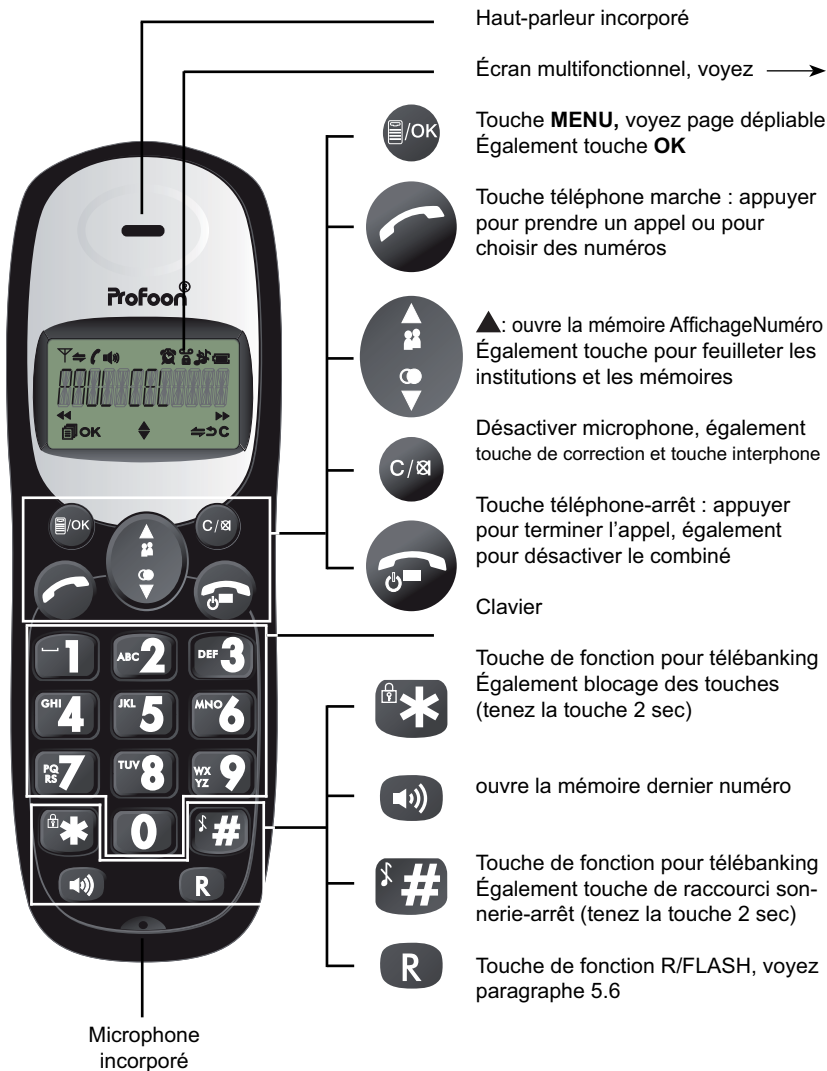 Haut-parleur incorporé
Écran multifonctionnel, voyez
/OK
Touche MENU, voyez page dépliable
Également touche OK
Touche téléphone marche : appuyer
pour prendre un appel ou pour
choisir des numéros
Profoon®
PAUL CEL
OK
C
▲: ouvre la mémoire AffichageNuméro
Également touche pour feuilleter les
institutions et les mémoires
C/
Désactiver microphone, également
touche de correction et touche interphone
/OK
C/
Touche téléphone-arrêt : appuyer
pour terminer l'appel, également
pour désactiver le combiné
Clavier
1 ABC 2 DEF 3
GHI 4 JKL 5 MNO 6
PQ RS 7 TUV 8 WX YZ 9
* 0 #
R
*
Touche de fonction pour télébanking
Également blocage des touches
(tenez la touche 2 sec)
ouvre la mémoire dernier numéro
#
Touche de fonction pour télébanking
Également touche de raccourci son-
nerie-arrêt (tenez la touche 2 sec)
R
Touche de fonction R/FLASH, voyez
paragraphe 5.6
Microphone
incorporé